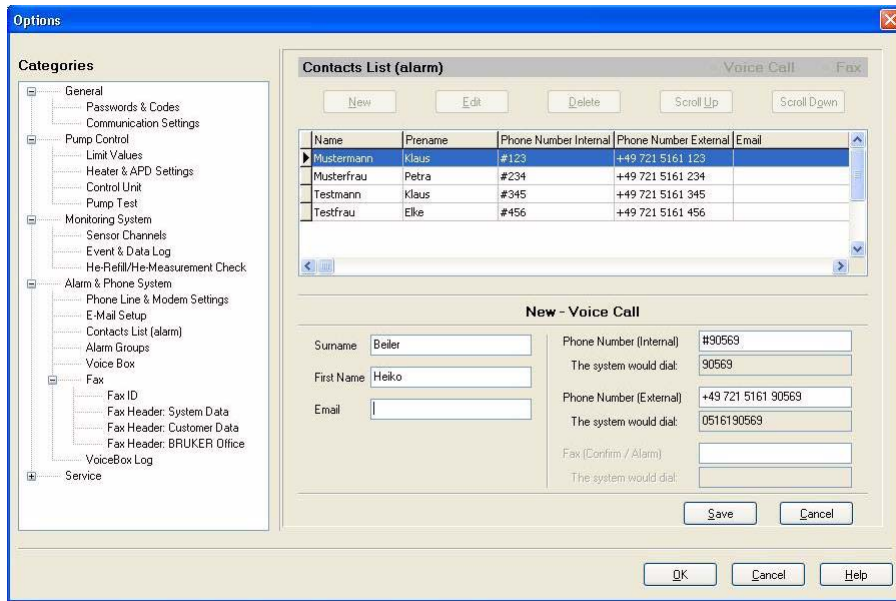 Options
Categories
General
Passwords & Codes
Communication Settings
Pump Control
Limit Values
Heater & APD Settings
Control Unit
Pump Test
Monitoring System
Sensor Channels
Event & Data Log
He-Refill/He-Measurement Check
Alarm & Phone System
Phone Line & Modem Settings
E-Mail Setup
Contacts List (alarm)
Alarm Groups
Voice Box
Fax
Fax ID
Fax Header: System Data
Fax Header: Customer Data
Fax Header: BRUKER Office
VoiceBox Log
Service
Contacts List (alarm) Voice Call Fax
New Edit Delete Scroll Up Scroll Down
Name Prename Phone Number Internal Phone Number External Email
Mustermann Klaus #123 +49 721 5161 123
Musterfrau Petra #234 +49 721 5161 234
Testmann Klaus #345 +49 721 5161 345
Testfrau Elke #456 +49 721 5161 456
New - Voice Call
Surname Beiler
First Name Heiko
Email
Phone Number (Internal) #90569
The system would dial: 90569
Phone Number (External) +49 721 5161 90569
The system would dial: 0516190569
Fax (Confirm / Alarm)
The system would dial:
Save Cancel
OK Cancel Help